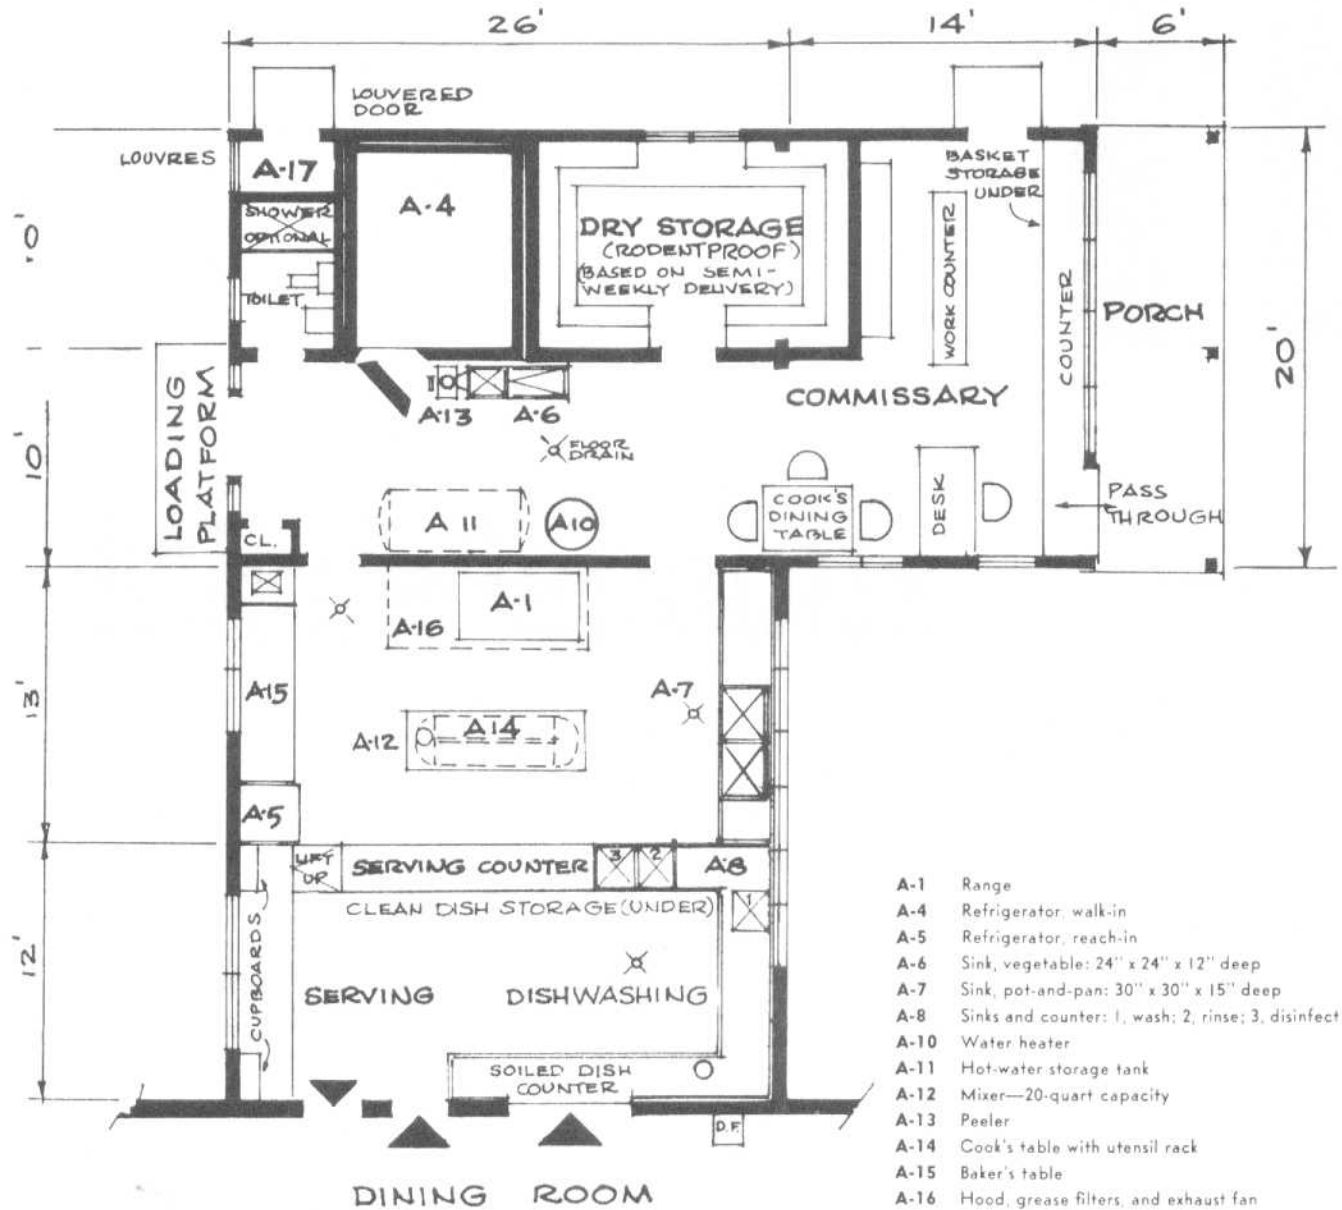 26'
14'
6'
LOUVERED
DOOR
LOUVRES
A-17
A-4
SHOWER
OPTIONAL
TOILET
DRY STORAGE
(RODENTPROOF)
(BASED ON SEMI-
WEEKLY DELIVERY)
BASKET
STORAGE
UNDER
WORK COUNTER
COUNTER
PORCH
20'
10'
10'
13'
12'
LOADING
PLATFORM
A-13
A-6
COMMISSARY
FLOOR
DRAIN
A 11
A10
COOK'S
DINING
TABLE
DESK
PASS
THROUGH
CL.
A-1
A-16
A-15
A-7
A-12
A14
A-5
LIFT
UP
SERVING COUNTER
3
2
A-8
1
CLEAN DISH STORAGE (UNDER)
CUPBOARDS
SERVING
DISHWASHING
SOILED DISH
COUNTER
D.F.
DINING ROOM
A-1 Range
A-4 Refrigerator, walk-in
A-5 Refrigerator, reach-in
A-6 Sink, vegetable: 24" x 24" x 12" deep
A-7 Sink, pot-and-pan: 30" x 30" x 15" deep
A-8 Sinks and counter: 1, wash; 2, rinse; 3, disinfect
A-10 Water heater
A-11 Hot-water storage tank
A-12 Mixer—20-quart capacity
A-13 Peeler
A-14 Cook's table with utensil rack
A-15 Baker's table
A-16 Hood, grease filters, and exhaust fan